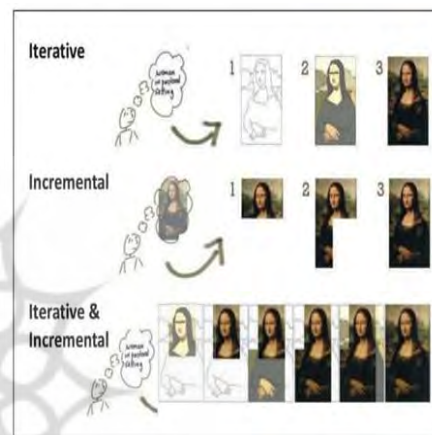 Iterative
woman
in pastoral
setting
1 2 3
Incremental
1 2 3
Iterative &
Incremental
woman
in pastoral
setting